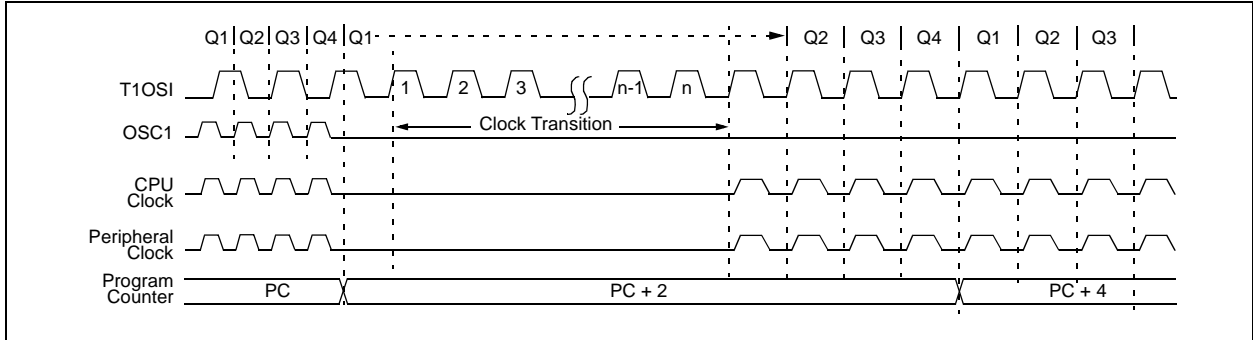 Q1 Q2 Q3 Q4 Q1 Q2 Q3 Q4 Q1 Q2 Q3
T1OSI 1 2 3 n-1 n
OSC1 Clock Transition
CPU
Clock
Peripheral
Clock
Program
Counter PC PC + 2 PC + 4